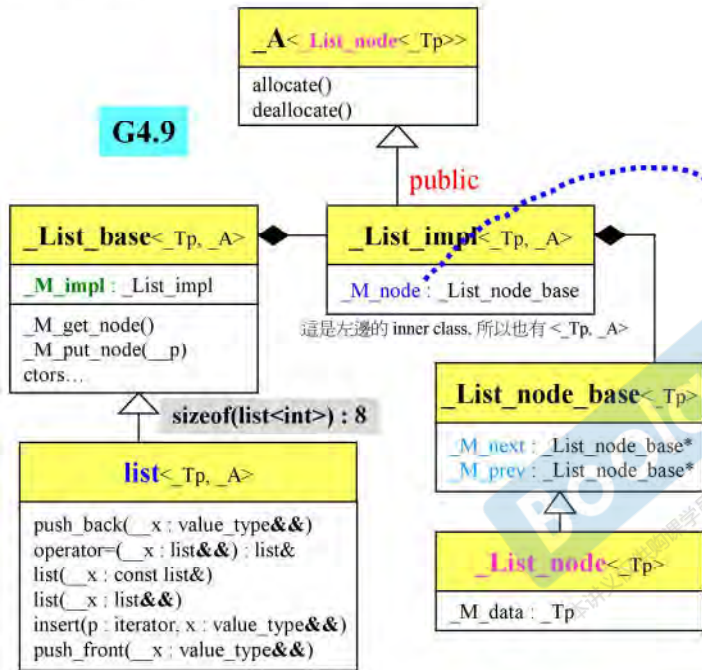 _A<_List_node<_Tp>>
allocate()
deallocate()
G4.9
public
_List_base<_Tp, _A>
_M_impl : _List_impl
_M_get_node()
_M_put_node(__p)
ctors…
_List_impl<_Tp, _A>
_M_node : _List_node_base
這是左邊的 inner class, 所以也有 <_Tp, _A>
_List_node_base<_Tp>
_M_next : _List_node_base*
_M_prev : _List_node_base*
sizeof(list<int>) : 8
list<_Tp, _A>
push_back(__x : value_type&&)
operator=(__x : list&&) : list&
list(__x : const list&)
list(__x : list&&)
insert(p : iterator, x : value_type&&)
push_front(__x : value_type&&)
_List_node<_Tp>
_M_data : _Tp